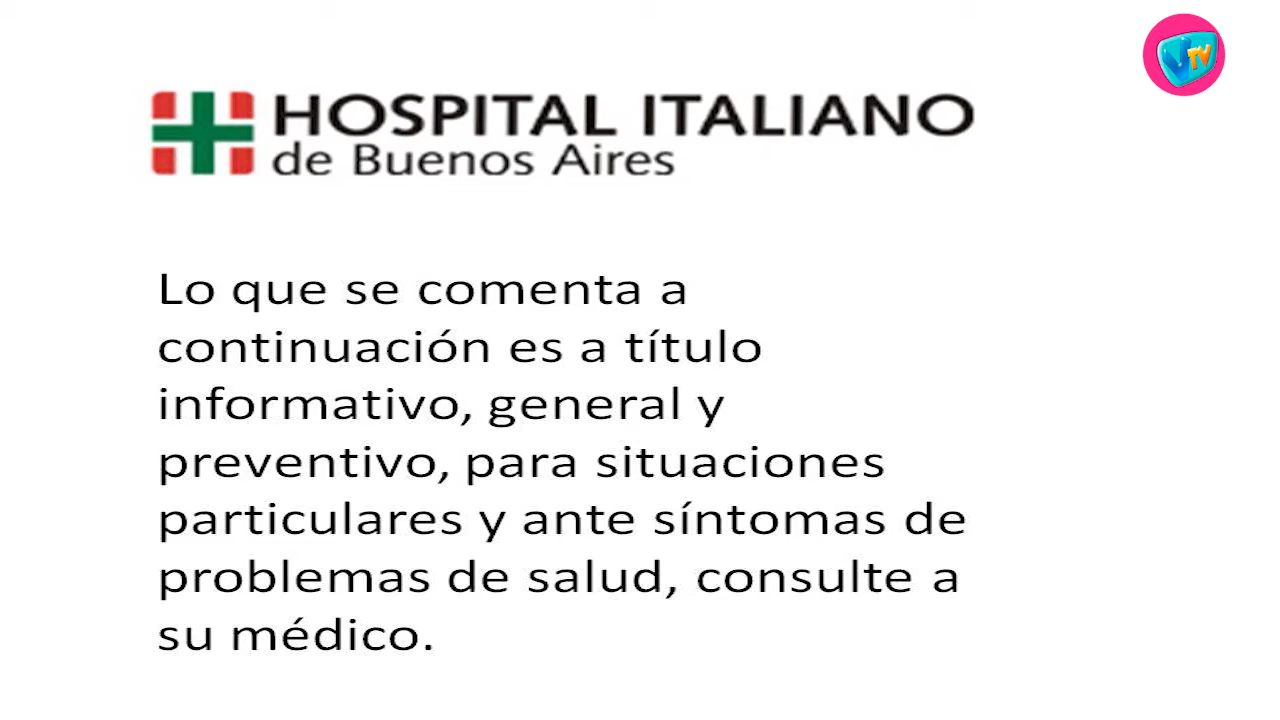 HOSPITAL ITALIANO
de Buenos Aires
TV
Lo que se comenta a
continuación es a título
informativo, general y
preventivo, para situaciones
particulares y ante síntomas de
problemas de salud, consulte a
su médico.